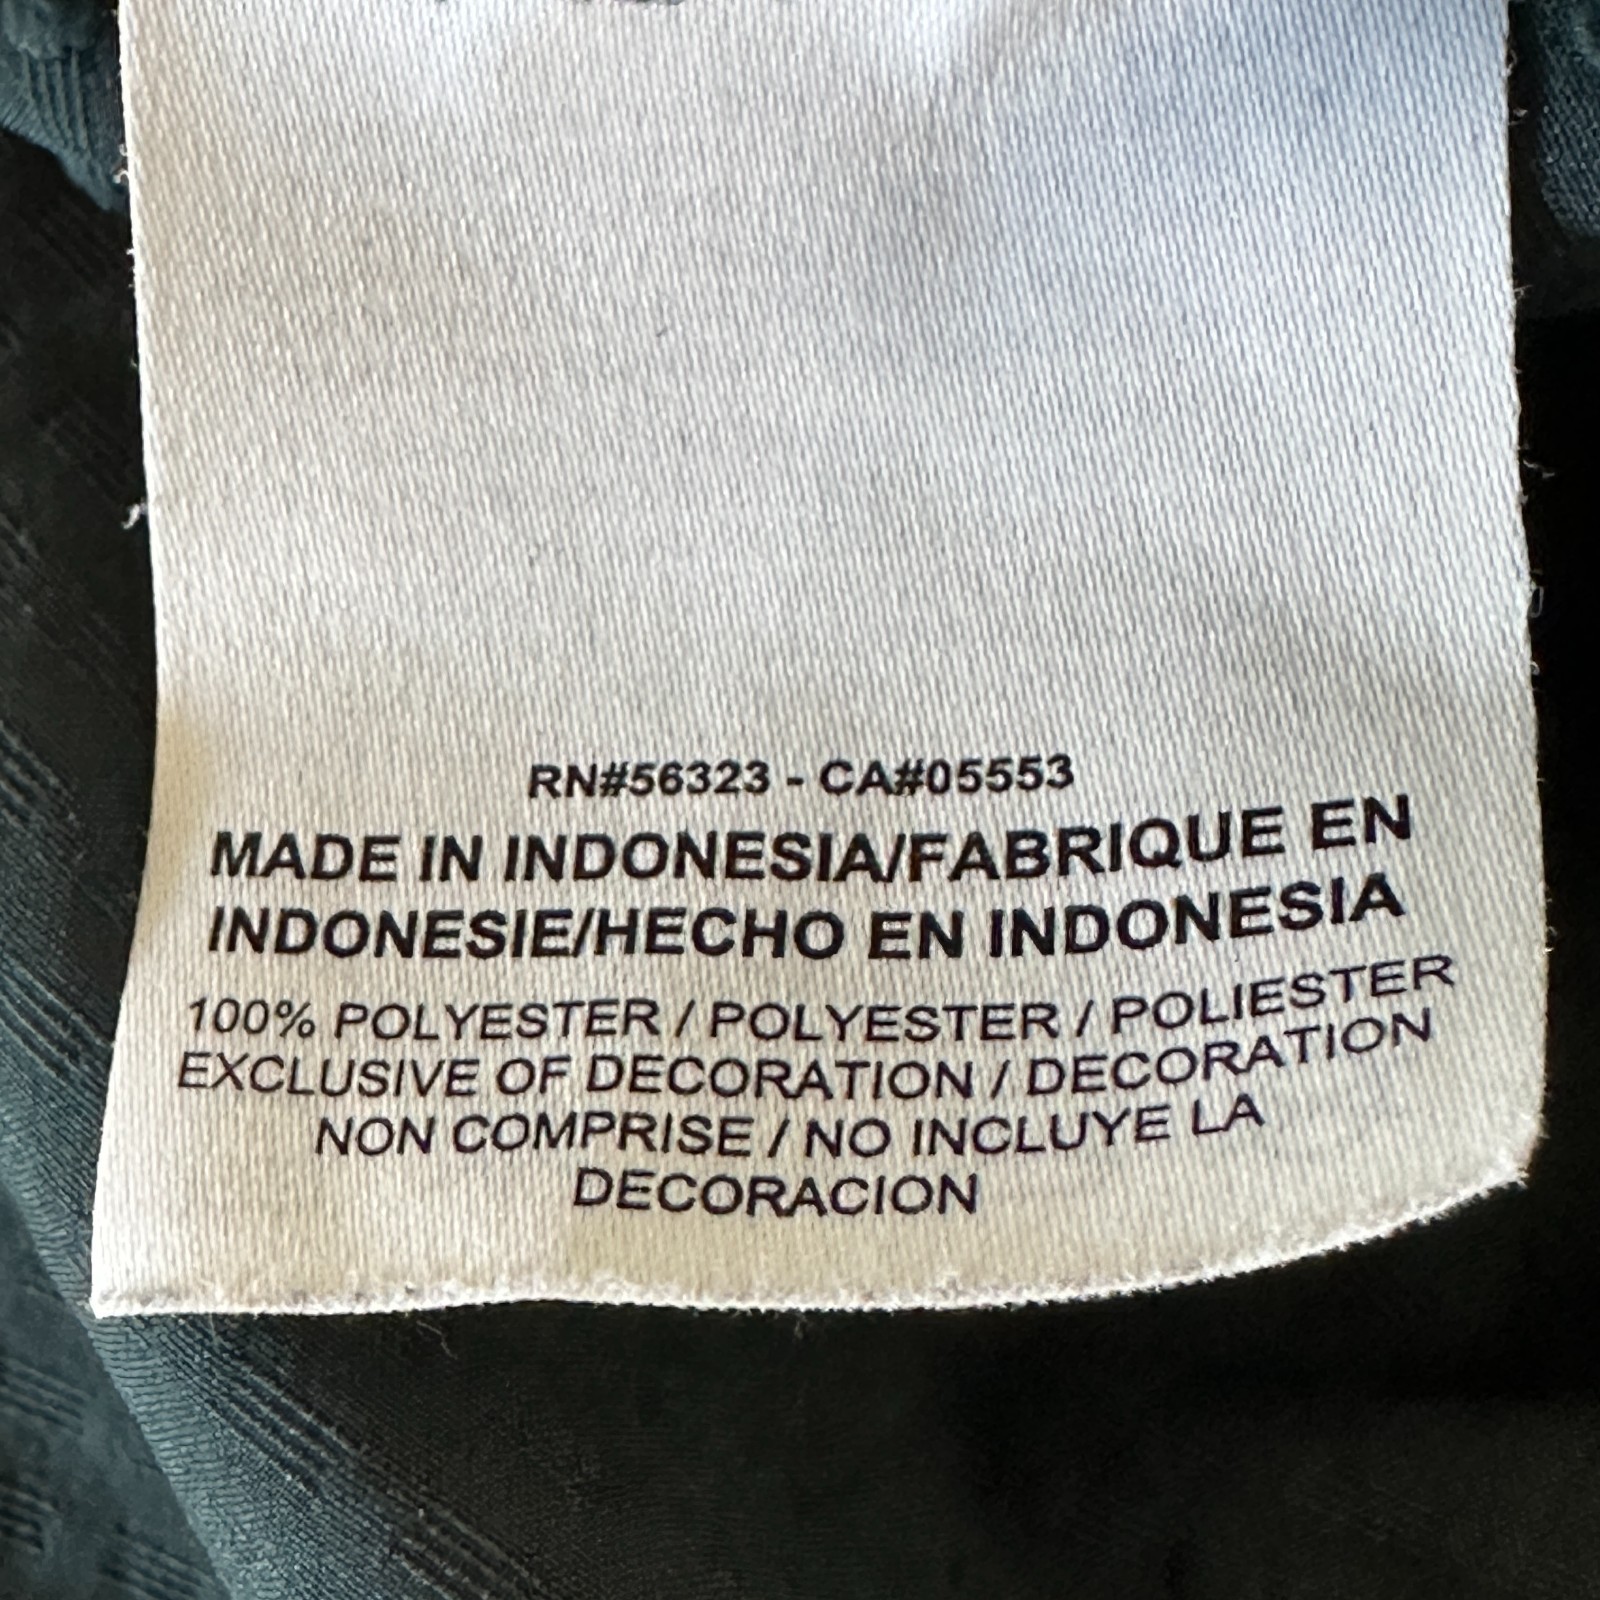 RN#56323 - CA#05553
MADE IN INDONESIA/FABRIQUE EN
INDONESIE/HECHO EN INDONESIA
100% POLYESTER / POLYESTER / POLIESTER
EXCLUSIVE OF DECORATION / DECORATION
NON COMPRISE / NO INCLUYE LA
DECORACION